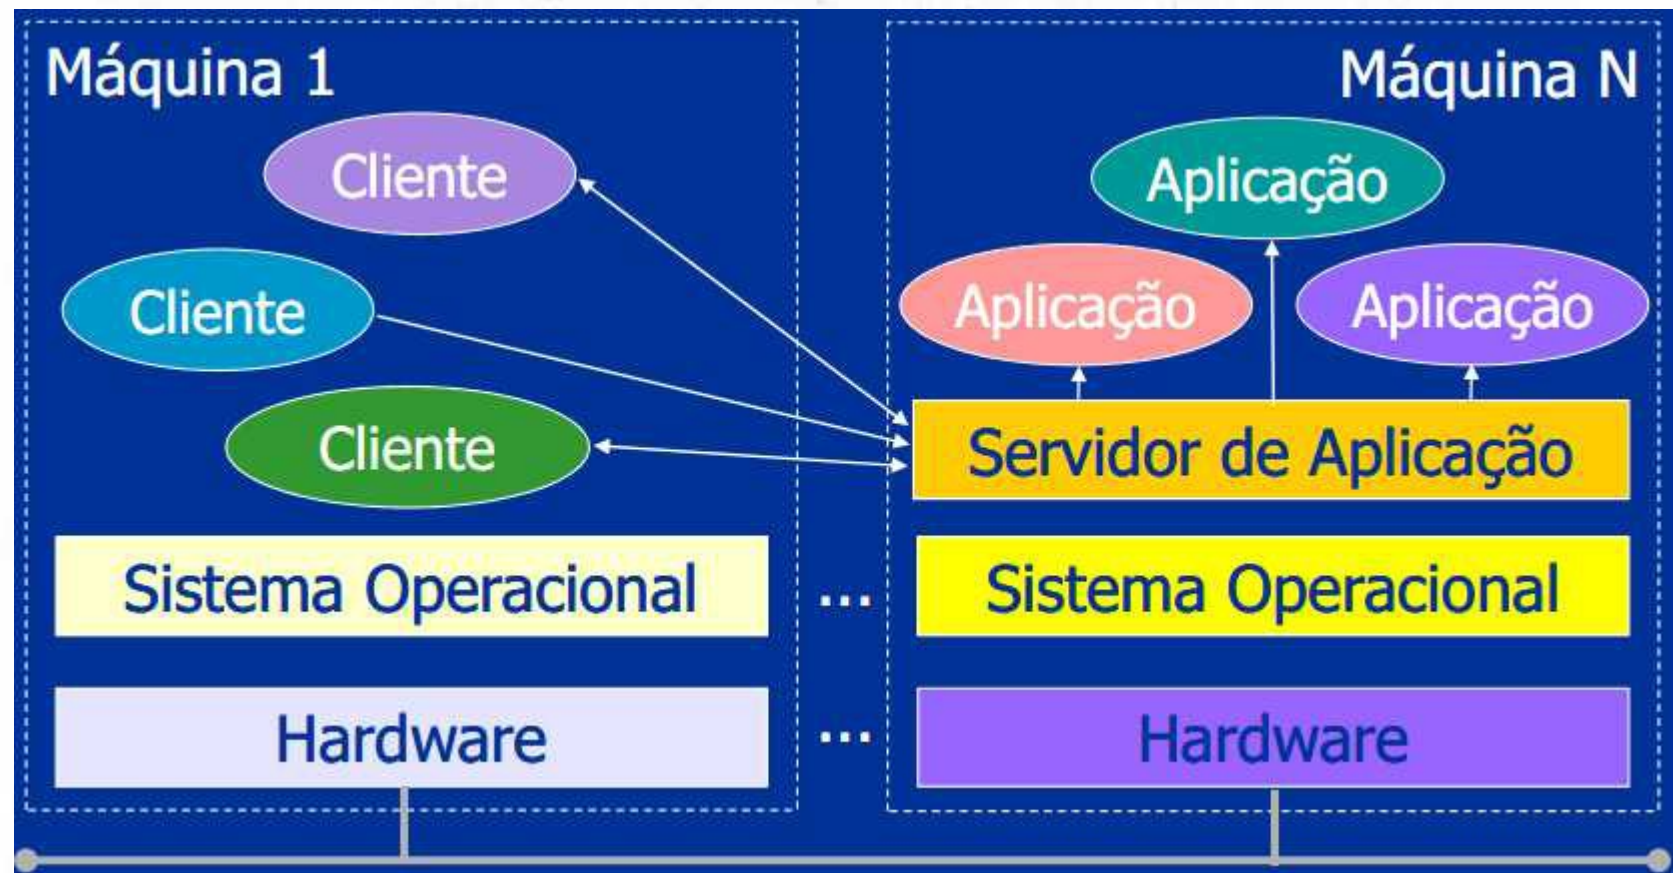 Máquina 1
Cliente
Cliente
Cliente
Sistema Operacional
Hardware
...
...
Máquina N
Aplicação
Aplicação
Aplicação
Servidor de Aplicação
Sistema Operacional
Hardware